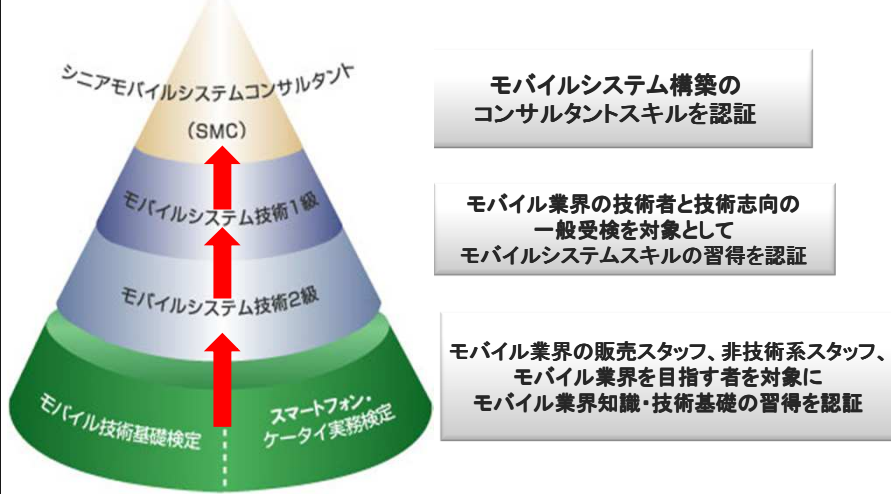 シニアモバイルシステムコンサルタント
(SMC)
モバイルシステム技術1級
モバイルシステム技術2級
モバイル技術基礎検定
スマートフォン・
ケータイ実務検定
モバイルシステム構築の
コンサルタントスキルを認証
モバイル業界の技術者と技術志向の
一般受検を対象として
モバイルシステムスキルの習得を認証
モバイル業界の販売スタッフ、非技術系スタッフ、
モバイル業界を目指す者を対象に
モバイル業界知識・技術基礎の習得を認証